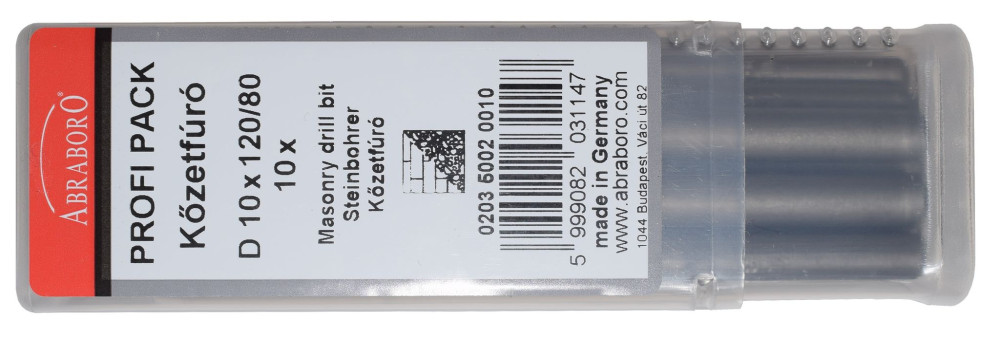 ABRABORO®
PROFI PACK
Kőzetfúró
D 10 x 120/80
10 x
Masonry drill bit
Steinbohrer
Kőzetfúró
0203 5002 0010
5 999082 031147
made in Germany
www.abraboro.com
1044 Budapest Váci út 82